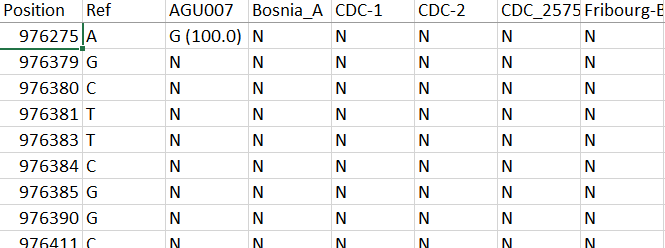 Position Ref AGU007 Bosnia_A CDC-1 CDC-2 CDC_2575 Fribourg-B
976275 A G (100.0) N N N N N
976379 G N N N N N N
976380 C N N N N N N
976381 T N N N N N N
976383 T N N N N N N
976384 C N N N N N N
976385 G N N N N N N
976390 G N N N N N N
976411 C N N N N N N